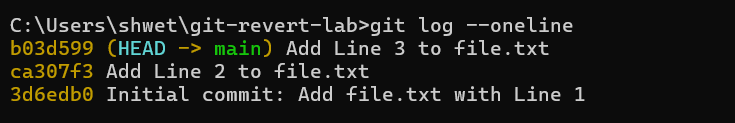 C:\Users\shwet\git-revert-lab>git log --oneline
b03d599 (HEAD -> main) Add Line 3 to file.txt
ca307f3 Add Line 2 to file.txt
3d6edb0 Initial commit: Add file.txt with Line 1